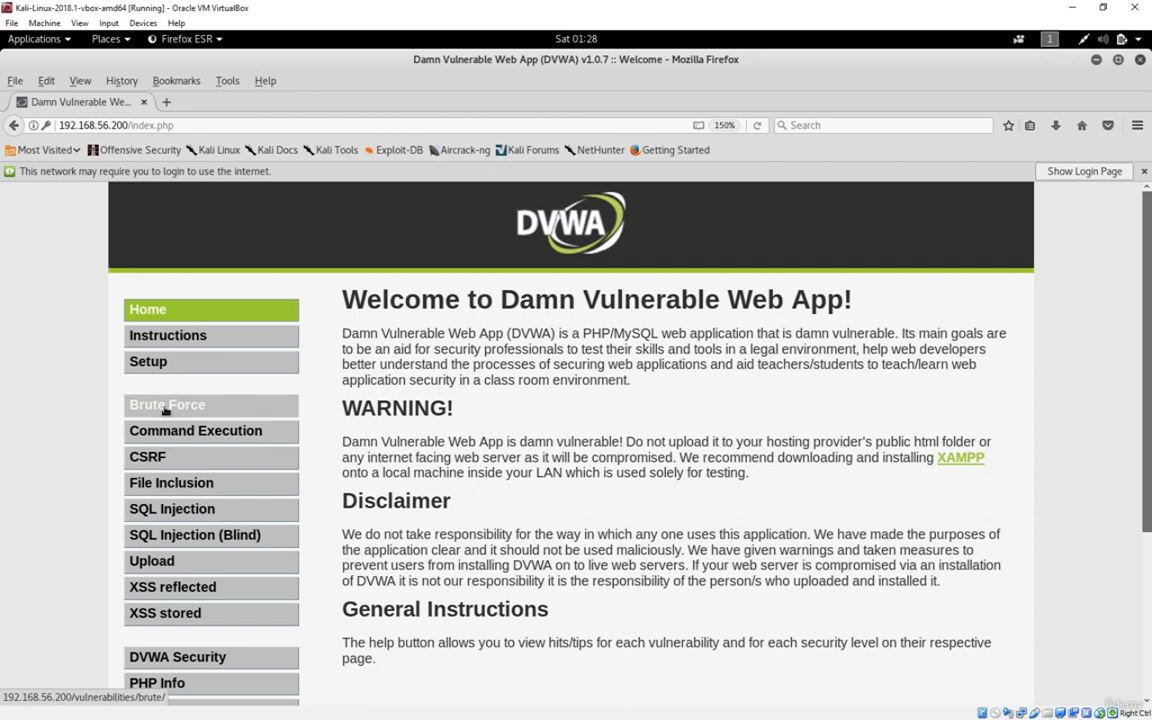 Kali-Linux-2018.1-vbox-amd64 [Running] - Oracle VM VirtualBox
File Machine View Input Devices Help
Applications Places Firefox ESR Sat 01:28 1
Damn Vulnerable Web App (DVWA) v1.0.7 :: Welcome - Mozilla Firefox
File Edit View History Bookmarks Tools Help
Damn Vulnerable We...
192.168.56.200/index.php 150% Search
Most Visited Offensive Security Kali Linux Kali Docs Kali Tools Exploit-DB Aircrack-ng Kali Forums NetHunter Getting Started
This network may require you to login to use the internet. Show Login Page
DVWA
Home
Instructions
Setup
Brute Force
Command Execution
CSRF
File Inclusion
SQL Injection
SQL Injection (Blind)
Upload
XSS reflected
XSS stored
DVWA Security
PHP Info
Welcome to Damn Vulnerable Web App!
Damn Vulnerable Web App (DVWA) is a PHP/MySQL web application that is damn vulnerable. Its main goals are
to be an aid for security professionals to test their skills and tools in a legal environment, help web developers
better understand the processes of securing web applications and aid teachers/students to teach/learn web
application security in a class room environment.
WARNING!
Damn Vulnerable Web App is damn vulnerable! Do not upload it to your hosting provider's public html folder or
any internet facing web server as it will be compromised. We recommend downloading and installing XAMPP
onto a local machine inside your LAN which is used solely for testing.
Disclaimer
We do not take responsibility for the way in which any one uses this application. We have made the purposes of
the application clear and it should not be used maliciously. We have given warnings and taken measures to
prevent users from installing DVWA on to live web servers. If your web server is compromised via an installation
of DVWA it is not our responsibility it is the responsibility of the person/s who uploaded and installed it.
General Instructions
The help button allows you to view hits/tips for each vulnerability and for each security level on their respective
page.
192.168.56.200/vulnerabilities/brute/
Right Ctrl